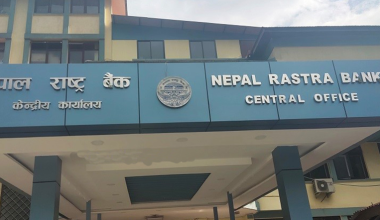 राष्ट्र बैंक
केन्द्रीय कार्यालय
NEPAL RASTRA BANK
CENTRAL OFFICE